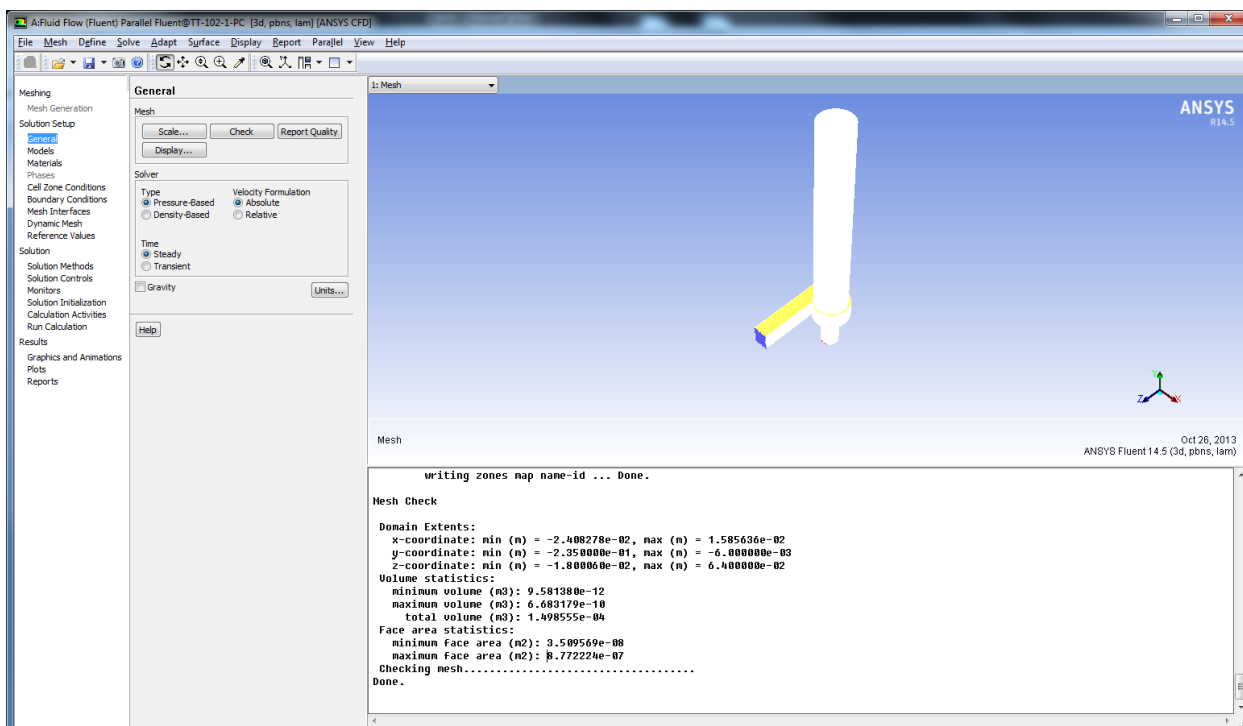 A:Fluid Flow (Fluent) Parallel Fluent@TT-102-1-PC [3d, pbns, lam] [ANSYS CFD]
File Mesh Define Solve Adapt Surface Display Report Parallel View Help
Meshing
Mesh Generation
Solution Setup
General
Models
Materials
Phases
Cell Zone Conditions
Boundary Conditions
Mesh Interfaces
Dynamic Mesh
Reference Values
Solution
Solution Methods
Solution Controls
Monitors
Solution Initialization
Calculation Activities
Run Calculation
Results
Graphics and Animations
Plots
Reports
General
Mesh
Scale... Check Report Quality
Display...
Solver
Type Velocity Formulation
Pressure-Based Absolute
Density-Based Relative
Time
Steady
Transient
Gravity Units...
Help
1: Mesh
ANSYS
R14.5
Y
Z X
Mesh Oct 26, 2013
ANSYS Fluent 14.5 (3d, pbns, lam)
writing zones map name-id ... Done.
Mesh Check
Domain Extents:
x-coordinate: min (m) = -2.408278e-02, max (m) = 1.585636e-02
y-coordinate: min (m) = -2.350000e-01, max (m) = -6.000000e-03
z-coordinate: min (m) = -1.800060e-02, max (m) = 6.400000e-02
Volume statistics:
minimum volume (m3): 9.581380e-12
maximum volume (m3): 6.683179e-10
total volume (m3): 1.498555e-04
Face area statistics:
minimum face area (m2): 3.509569e-08
maximum face area (m2): 8.772224e-07
Checking mesh....................................
Done.